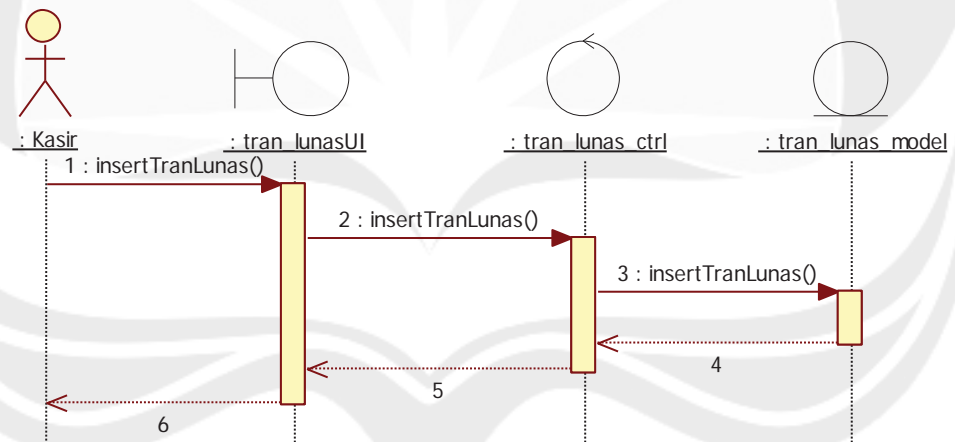 : Kasir
: tran_lunasUI
: tran_lunas_ctrl
: tran_lunas_model
1 : insertTranLunas()
2 : insertTranLunas()
3 : insertTranLunas()
4
5
6